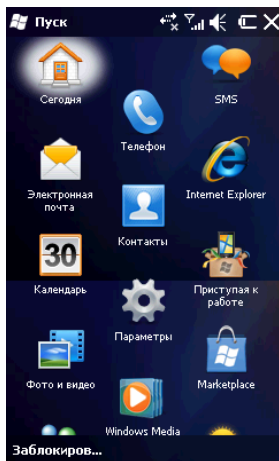 Пуск
Сегодня
SMS
Телефон
Электронная
почта
Internet Explorer
Контакты
30
Календарь
Приступая к
работе
Параметры
Фото и видео
Marketplace
Windows Media
Заблокиров...